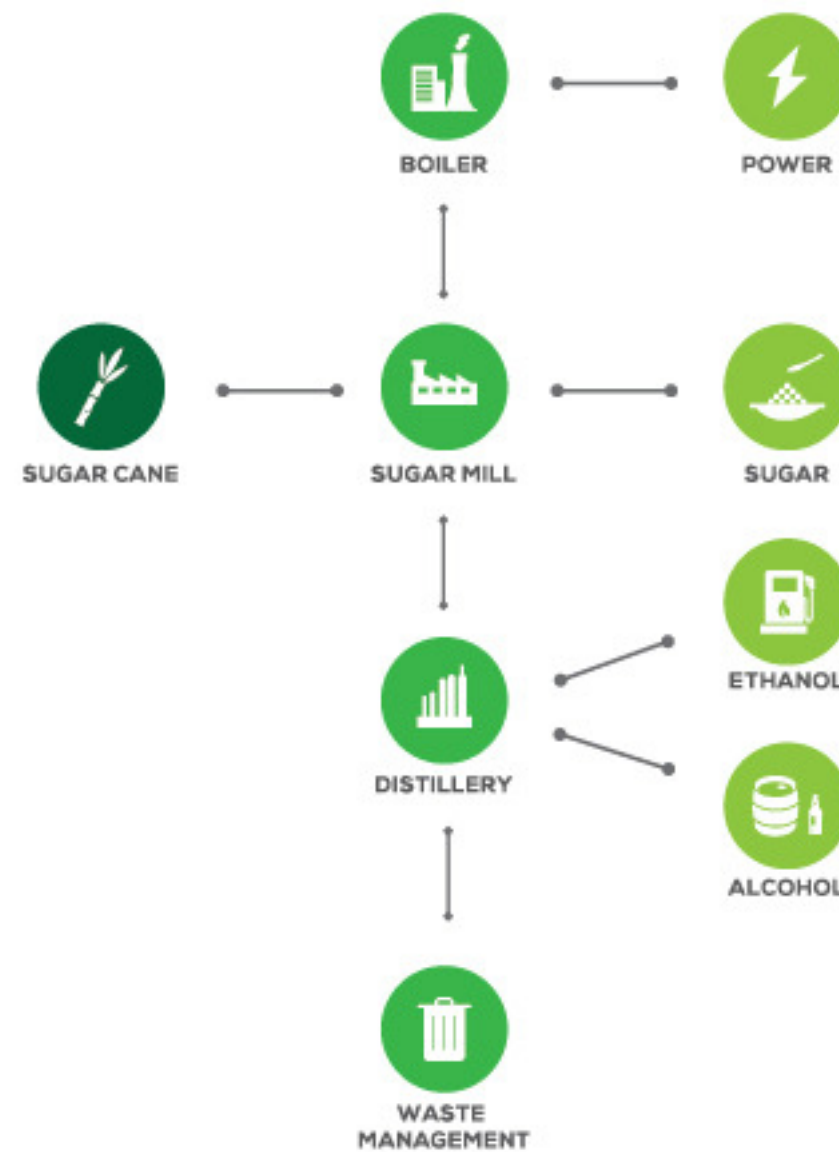 BOILER
POWER
SUGAR CANE
SUGAR MILL
SUGAR
ETHANOL
DISTILLERY
ALCOHOL
WASTE
MANAGEMENT